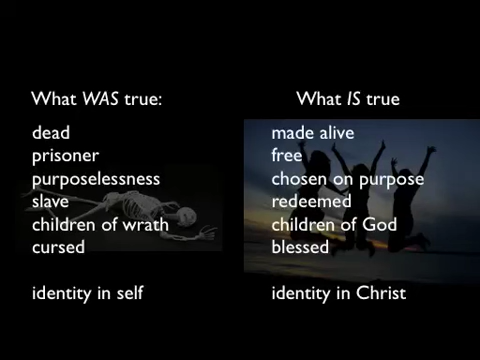 What WAS true:
dead
prisoner
purposelessness
slave
children of wrath
cursed
identity in self
What IS true
made alive
free
chosen on purpose
redeemed
children of God
blessed
identity in Christ